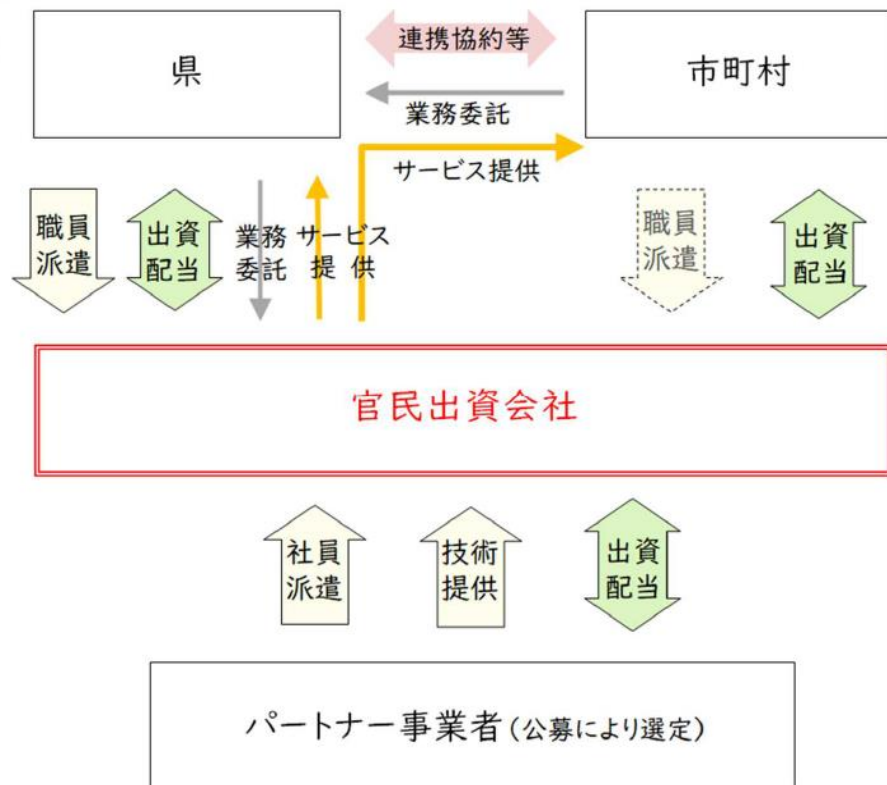 県
連携協約等
市町村
業務委託
サービス提供
職員
派遣
出資
配当
業務
委託
サービス
提供
職員
派遣
出資
配当
官民出資会社
社員
派遣
技術
提供
出資
配当
パートナー事業者(公募により選定)